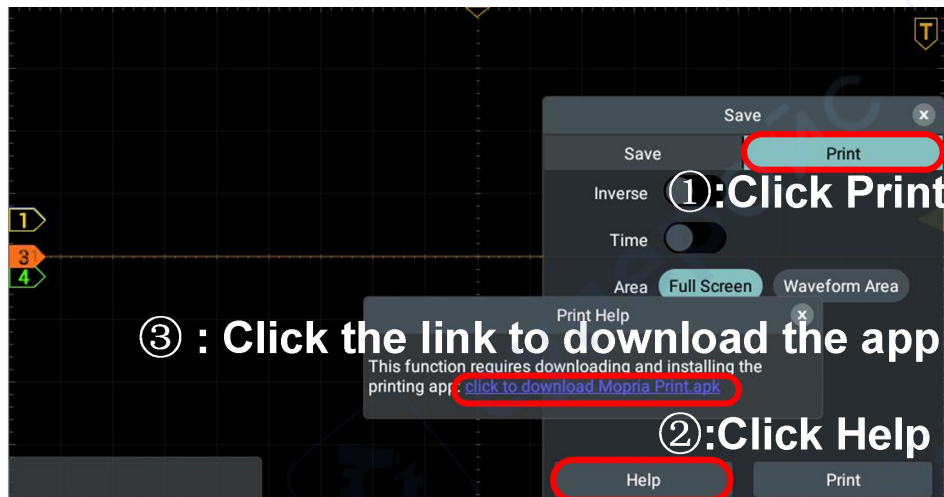 T
Save
x
Save
Print
Inverse
①:Click Print
1
Time
3
4
Area
Full Screen
Waveform Area
Print Help
x
③ : Click the link to download the app
This function requires downloading and installing the
printing app: click to download Mopria Print.apk
②:Click Help
Help
Print